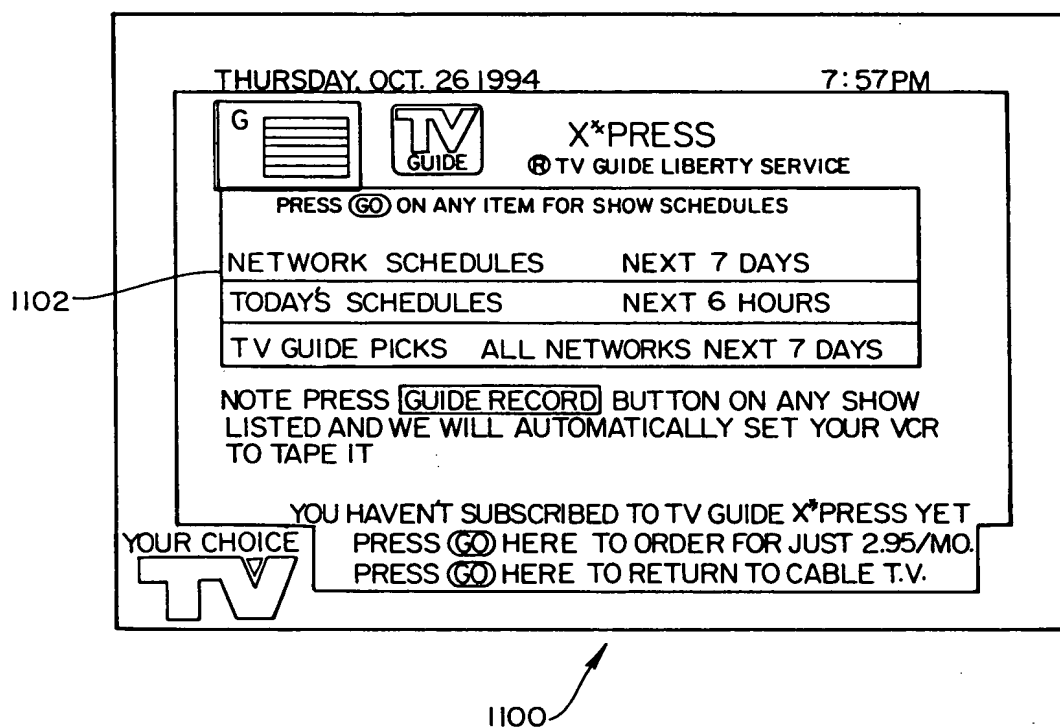 THURSDAY, OCT. 26 1994 7:57PM
G
TV
GUIDE
X**PRESS
® TV GUIDE LIBERTY SERVICE
PRESS GO ON ANY ITEM FOR SHOW SCHEDULES
NETWORK SCHEDULES NEXT 7 DAYS
TODAY'S SCHEDULES NEXT 6 HOURS
TV GUIDE PICKS ALL NETWORKS NEXT 7 DAYS
1102
NOTE PRESS GUIDE RECORD BUTTON ON ANY SHOW
LISTED AND WE WILL AUTOMATICALLY SET YOUR VCR
TO TAPE IT
YOU HAVEN'T SUBSCRIBED TO TV GUIDE X*PRESS YET
PRESS GO HERE TO ORDER FOR JUST 2.95/MO.
PRESS GO HERE TO RETURN TO CABLE T.V.
YOUR CHOICE
TV
1100